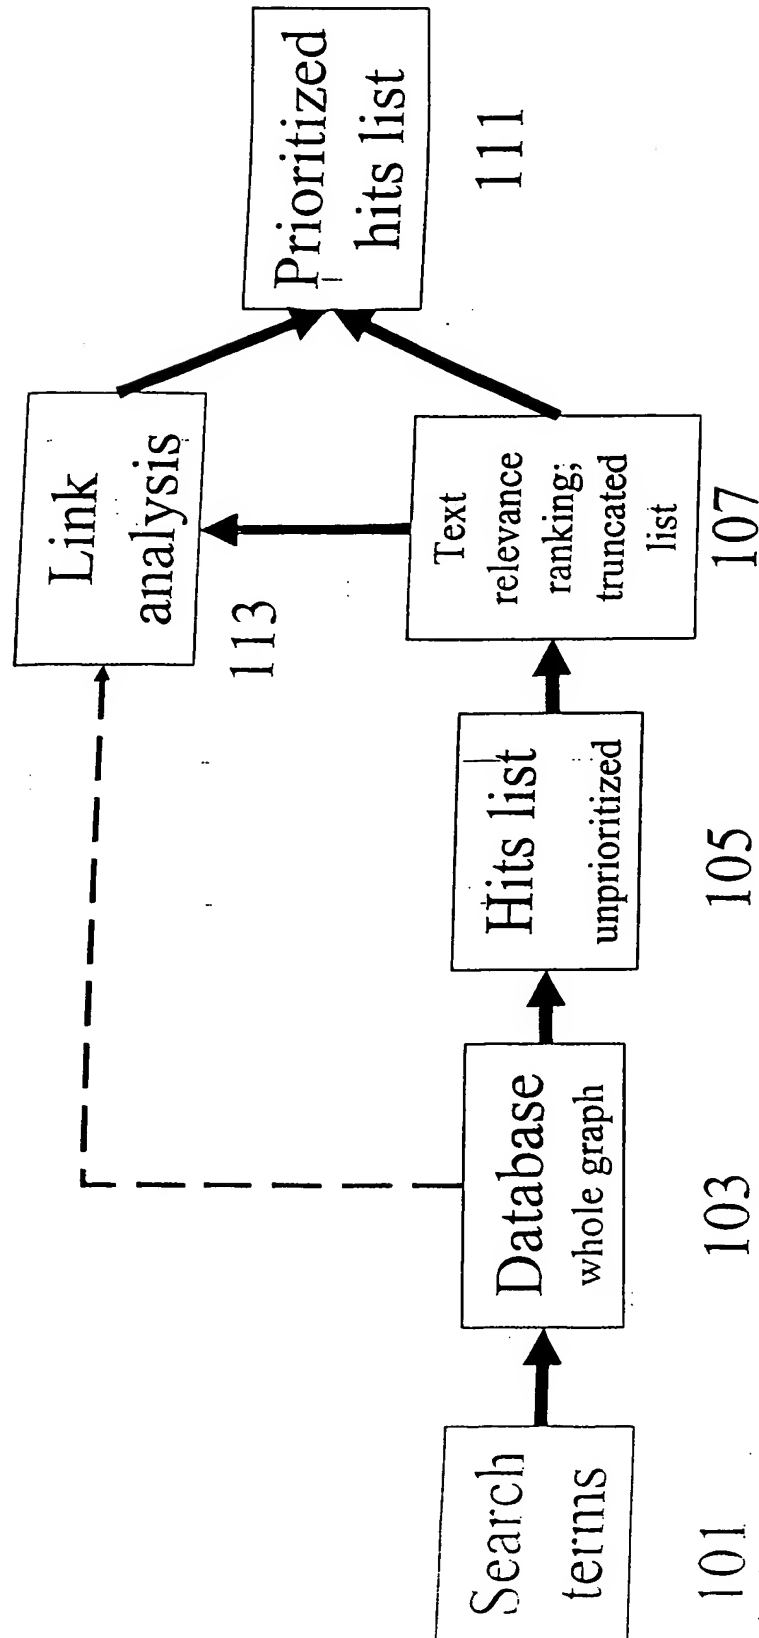 Search
terms
101
Database
whole graph
103
Hits list
unprioritized
105
Text
relevance
ranking;
truncated
list
107
Link
analysis
113
Prioritized
hits list
111